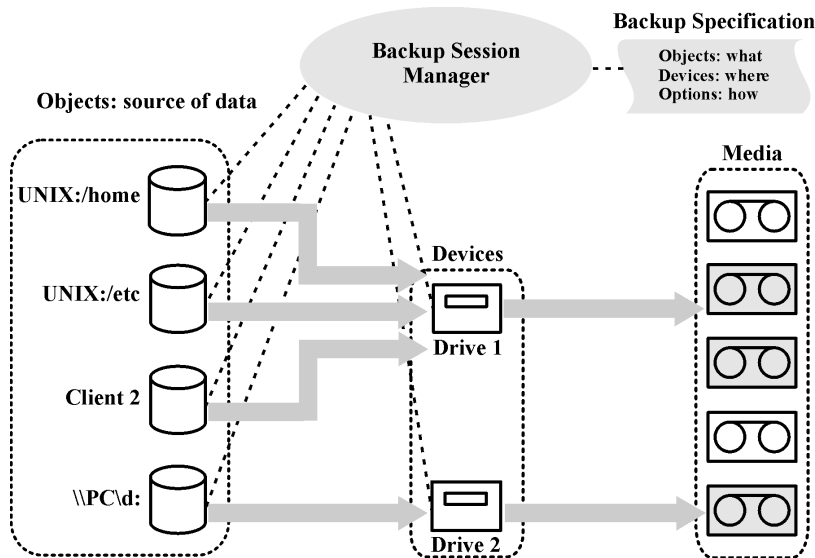 Backup Specification
Backup Session
Manager
Objects: what
Devices: where
Options: how
Objects: source of data
Media
UNIX:/home
Devices
UNIX:/etc
Drive 1
Client 2
\\PC\d:
Drive 2